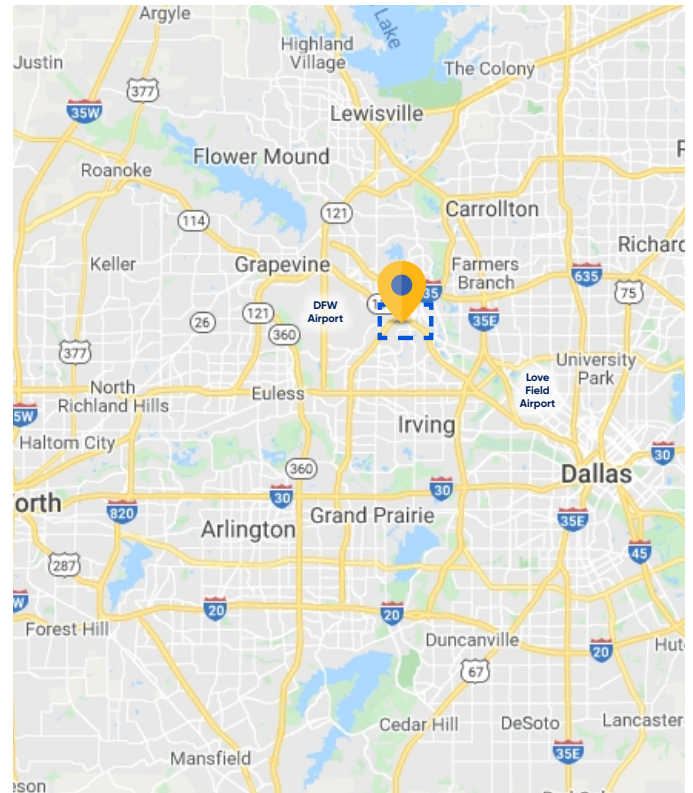 Argyle
Lake
Highland
Village
Justin
The Colony
377
35W
Lewisville
Flower Mound
Roanoke
121
114
Carrollton
Richard
Keller
Grapevine
Farmers
Branch
635
75
35
DFW
Airport
121
26
360
35E
377
University
Park
Love
Field
Airport
North
Richland Hills
Euless
5W
Irving
Haltom City
30
360
Dallas
30
30
orth
820
Grand Prairie
Arlington
35E
45
287
W
20
20
Forest Hill
Duncanville
20
Hut
67
Cedar Hill
DeSoto
Lancaster
35E
Mansfield
eson